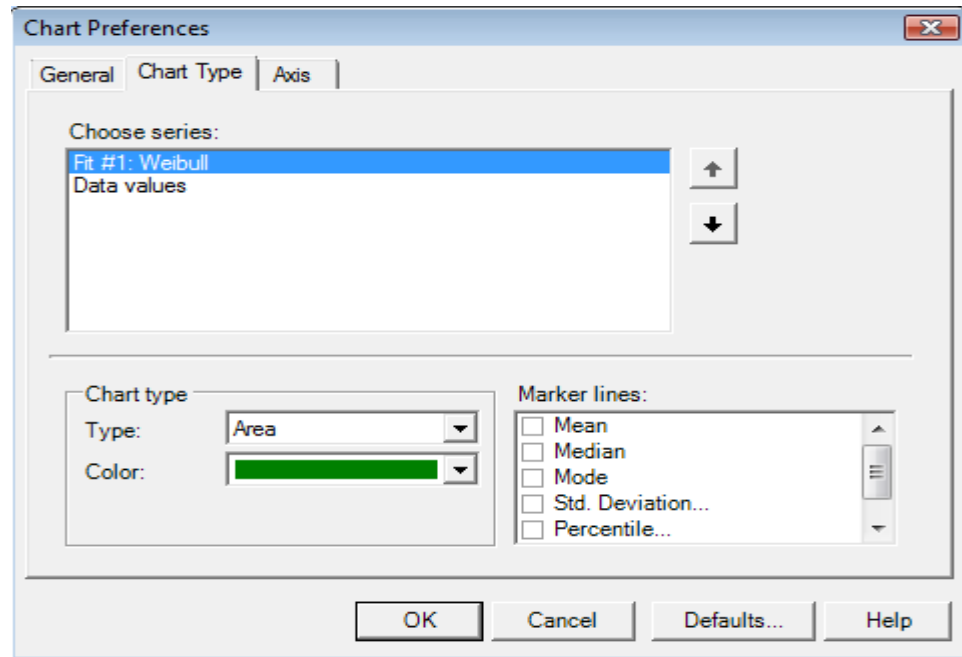 Chart Preferences
General Chart Type Axis
Choose series:
Fit #1: Weibull
Data values
Chart type
Type: Area
Color:
Marker lines:
Mean
Median
Mode
Std. Deviation...
Percentile...
OK Cancel Defaults... Help